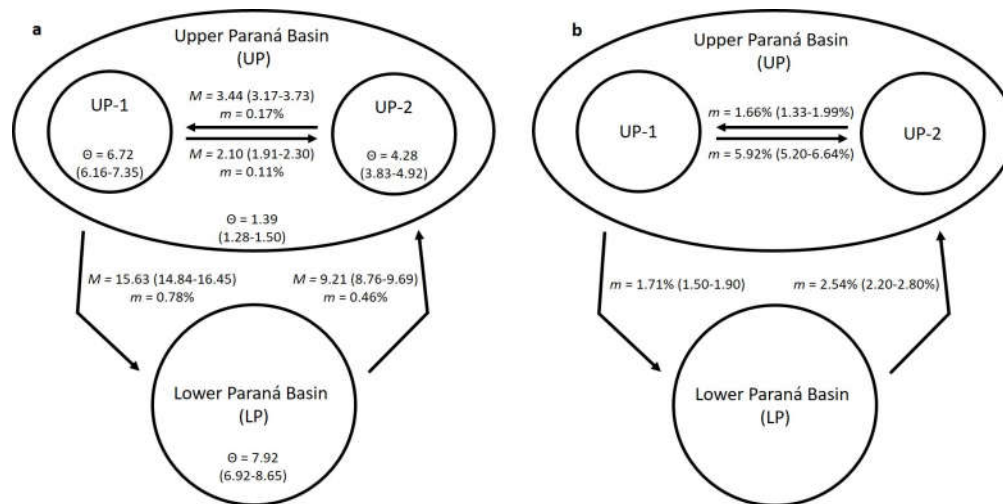 a
Upper Paraná Basin
(UP)
UP-1
M = 3.44 (3.17-3.73)
m = 0.17%
UP-2
M = 2.10 (1.91-2.30)
m = 0.11%
Θ = 6.72
(6.16-7.35)
Θ = 4.28
(3.83-4.92)
Θ = 1.39
(1.28-1.50)
M = 15.63 (14.84-16.45)
m = 0.78%
M = 9.21 (8.76-9.69)
m = 0.46%
Lower Paraná Basin
(LP)
Θ = 7.92
(6.92-8.65)
b
Upper Paraná Basin
(UP)
UP-1
m = 1.66% (1.33-1.99%)
UP-2
m = 5.92% (5.20-6.64%)
m = 1.71% (1.50-1.90)
m = 2.54% (2.20-2.80%)
Lower Paraná Basin
(LP)